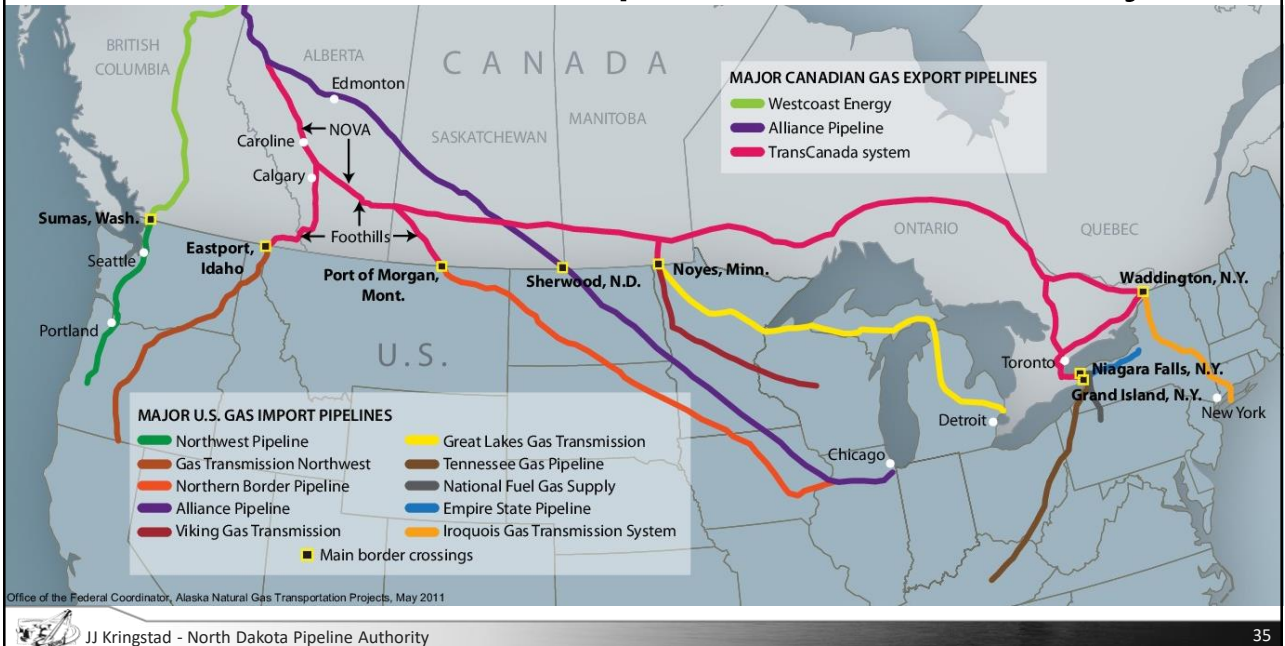 BRITISH
COLUMBIA
ALBERTA
CANADA
Edmonton
SASKATCHEWAN
MANITOBA
NOVA
Caroline
Calgary
Foothills
MAJOR CANADIAN GAS EXPORT PIPELINES
Westcoast Energy
Alliance Pipeline
TransCanada system
ONTARIO
QUEBEC
Sumas, Wash.
Seattle
Portland
Eastport,
Idaho
Port of Morgan,
Mont.
Sherwood, N.D.
Noyes, Minn.
Waddington, N.Y.
Toronto
Niagara Falls, N.Y.
Grand Island, N.Y.
New York
Detroit
Chicago
U.S.
MAJOR U.S. GAS IMPORT PIPELINES
Northwest Pipeline
Gas Transmission Northwest
Northern Border Pipeline
Alliance Pipeline
Viking Gas Transmission
Great Lakes Gas Transmission
Tennessee Gas Pipeline
National Fuel Gas Supply
Empire State Pipeline
Iroquois Gas Transmission System
Main border crossings
Office of the Federal Coordinator, Alaska Natural Gas Transportation Projects, May 2011
JJ Kringstad - North Dakota Pipeline Authority
35